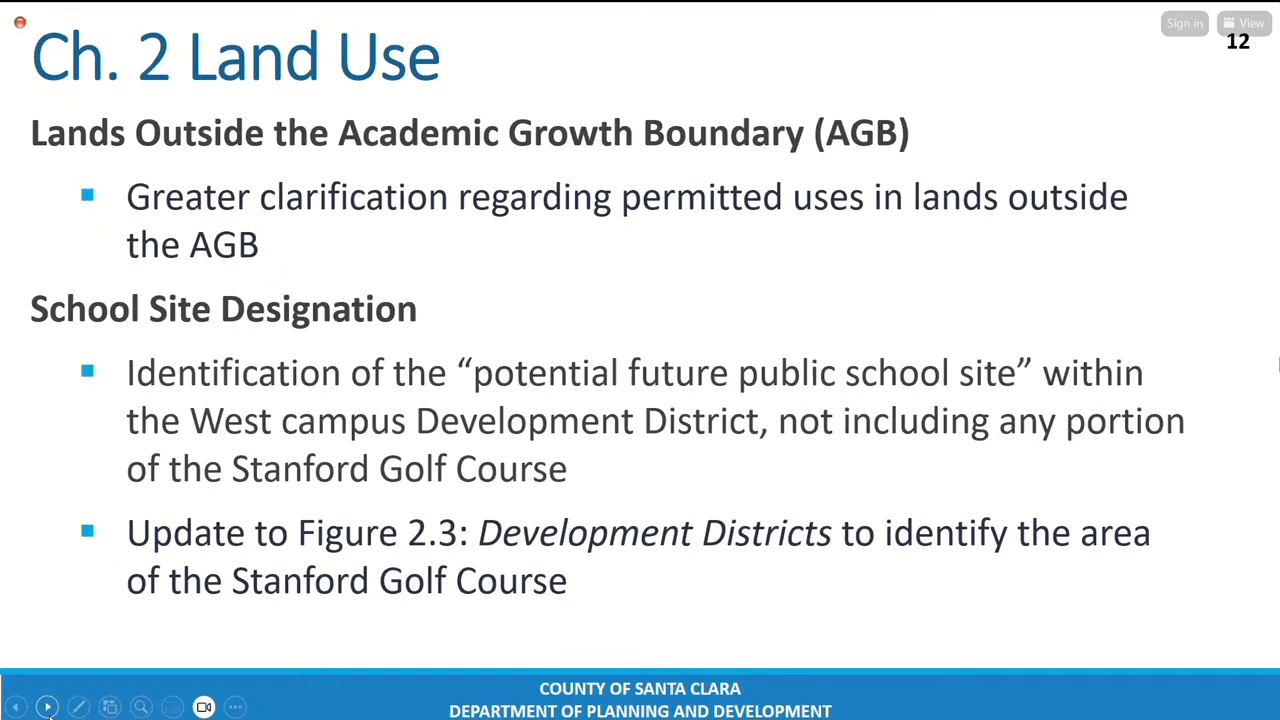 Sign in
View
12
Ch. 2 Land Use
Lands Outside the Academic Growth Boundary (AGB)
Greater clarification regarding permitted uses in lands outside
the AGB
School Site Designation
Identification of the “potential future public school site” within
the West campus Development District, not including any portion
of the Stanford Golf Course
Update to Figure 2.3: Development Districts to identify the area
of the Stanford Golf Course
COUNTY OF SANTA CLARA
DEPARTMENT OF PLANNING AND DEVELOPMENT